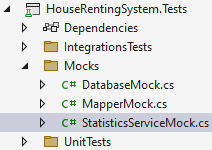 HouseRentingSystem.Tests
Dependencies
IntegrationsTests
Mocks
C# DatabaseMock.cs
C# MapperMock.cs
C# StatisticsServiceMock.cs
UnitTests